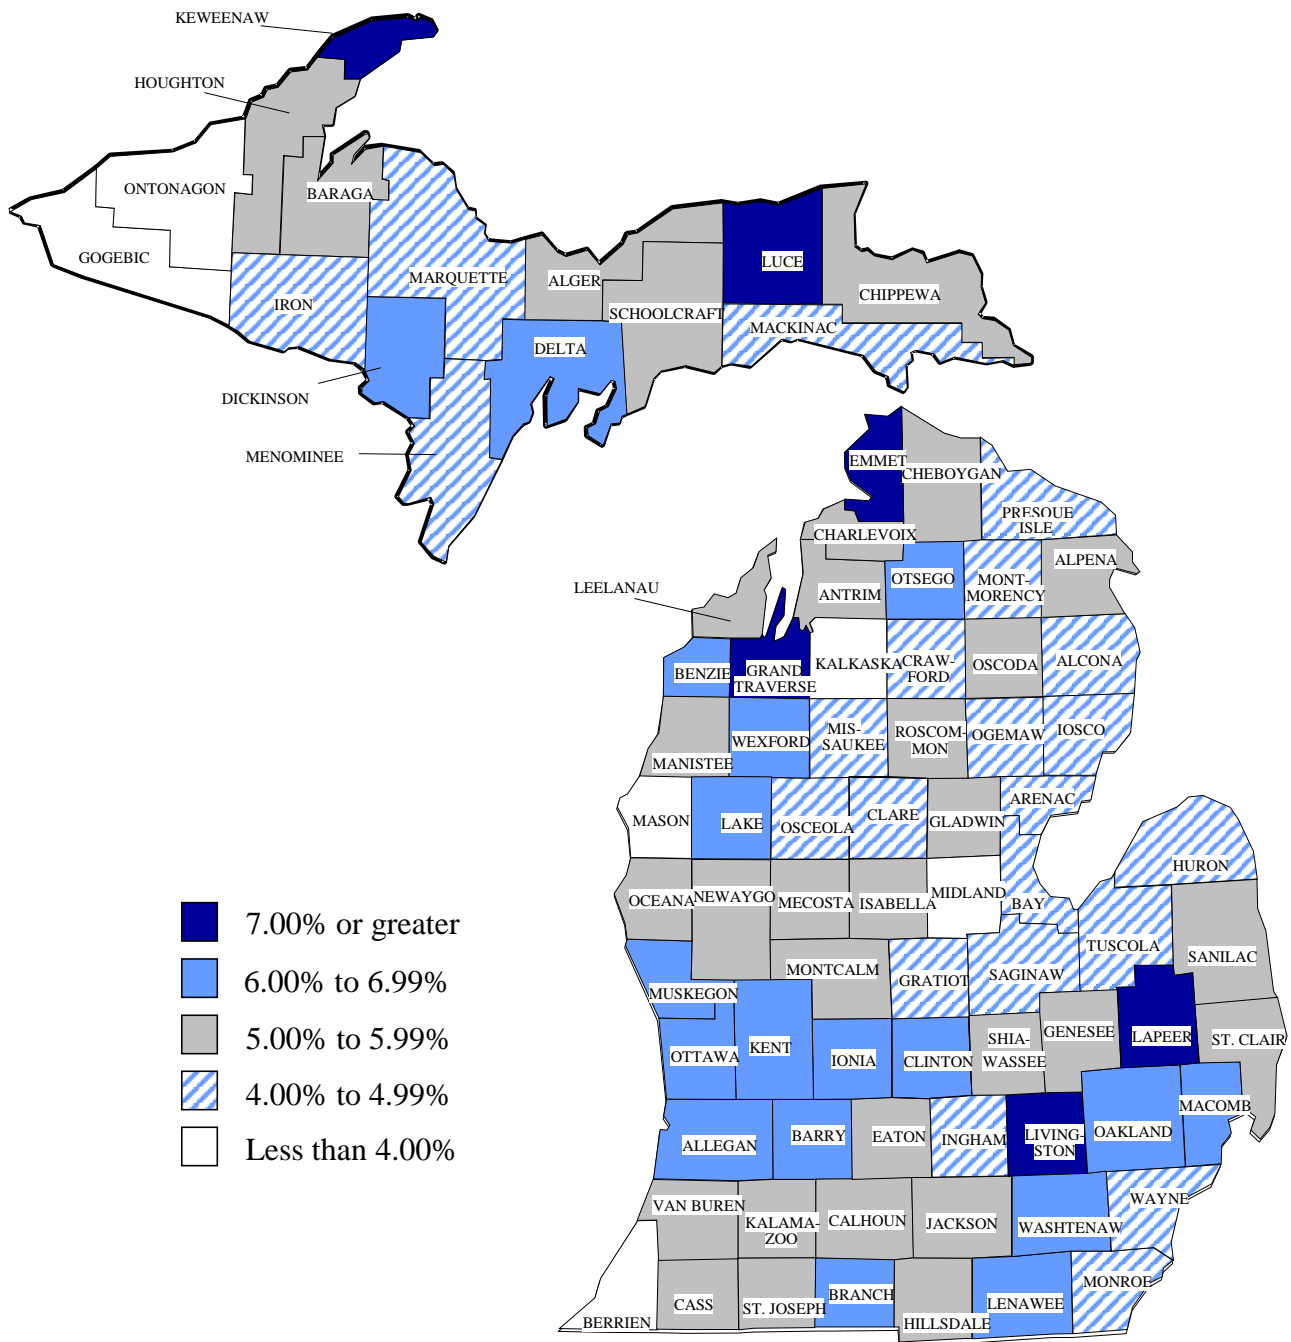 KEWEENAW
HOUGHTON
ONTONAGON
BARAGA
GOGEBIC
IRON
MARQUETTE
ALGER
SCHOOLCRAFT
LUCE
CHIPPEWA
MACKINAC
DELTA
DICKINSON
MENOMINEE
EMMET
CHEBOYGAN
PRESQUE
ISLE
CHARLEVOIX
LEELANAU
ANTRIM
OTSEGO
MONT-
MORENCY
ALPENA
BENZIE
GRAND
TRAVERSE
KALKASKA
CRAW-
FORD
OSCODA
ALCONA
MANISTEE
WEXFORD
MIS-
SAUKEE
ROSCOM-
MON
OGEMAW
IOSCO
MASON
LAKE
OSCEOLA
CLARE
GLADWIN
ARENAC
OCEANA
NEWAYGO
MECOSTA
ISABELLA
MIDLAND
BAY
HURON
MUSKEGON
MONTCALM
GRATIOT
SAGINAW
TUSCOLA
SANILAC
OTTAWA
KENT
IONIA
CLINTON
SHIA-
WASSEE
GENESEE
LAPEER
ST. CLAIR
ALLEGAN
BARRY
EATON
INGHAM
LIVING-
STON
OAKLAND
MACOMB
VAN BUREN
KALAMA-
ZOO
CALHOUN
JACKSON
WASHTENAW
WAYNE
BERRIEN
CASS
ST. JOSEPH
BRANCH
HILLSDALE
LENAWEE
MONROE
7.00% or greater
6.00% to 6.99%
5.00% to 5.99%
4.00% to 4.99%
Less than 4.00%